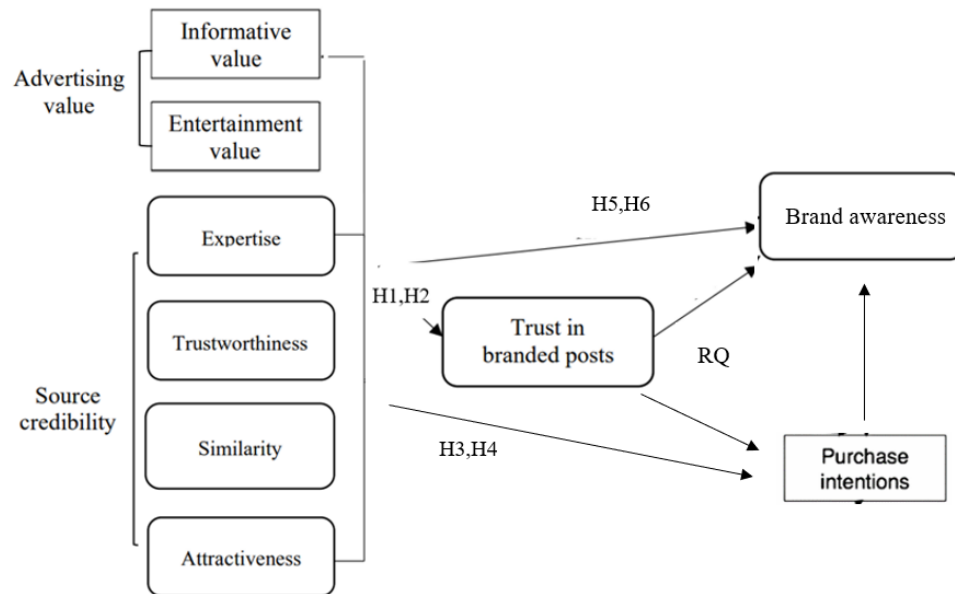 Informative
value
Advertising
value
Entertainment
value
Expertise
H5,H6
Brand awareness
H1,H2
Trust in
branded posts
Trustworthiness
RQ
Source
credibility
Similarity
H3,H4
Purchase
intentions
Attractiveness